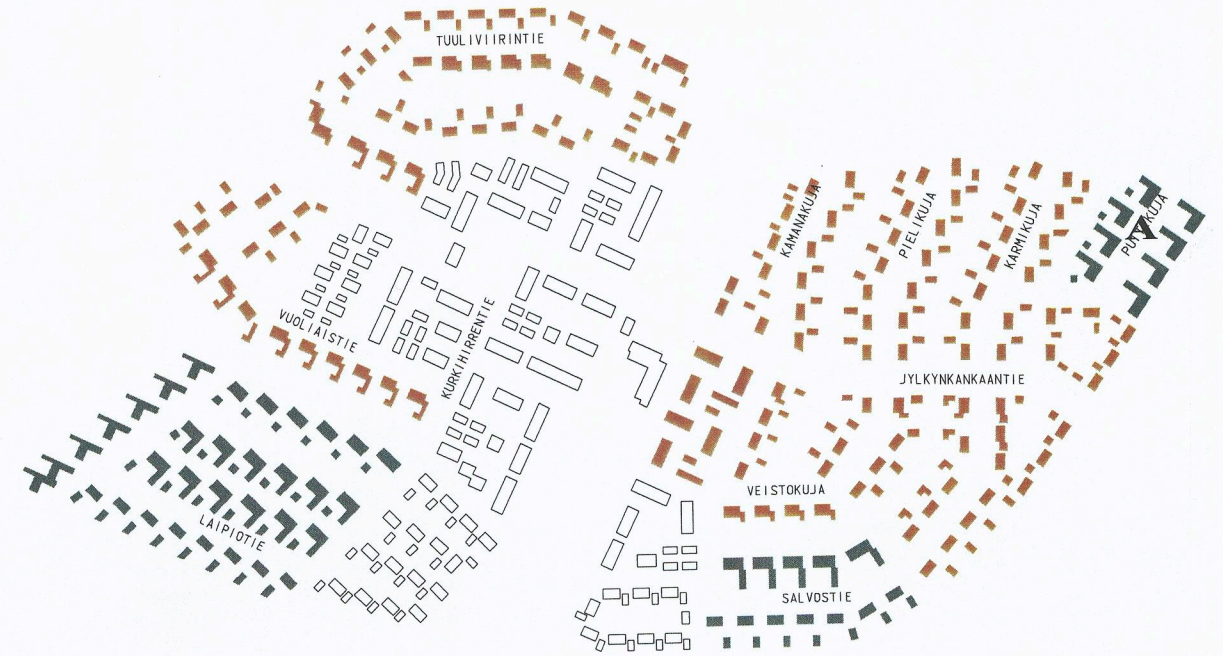 TUULIVIIRINTIE
KAMANAKUJA
PIELIKUJA
KARMIKUJA
VUOLIAISTIE
KURKIHIRRENTIE
JYLKYNKANKAANTIE
VEISTOKUJA
LAIPIOTIE
SALVOSTIE